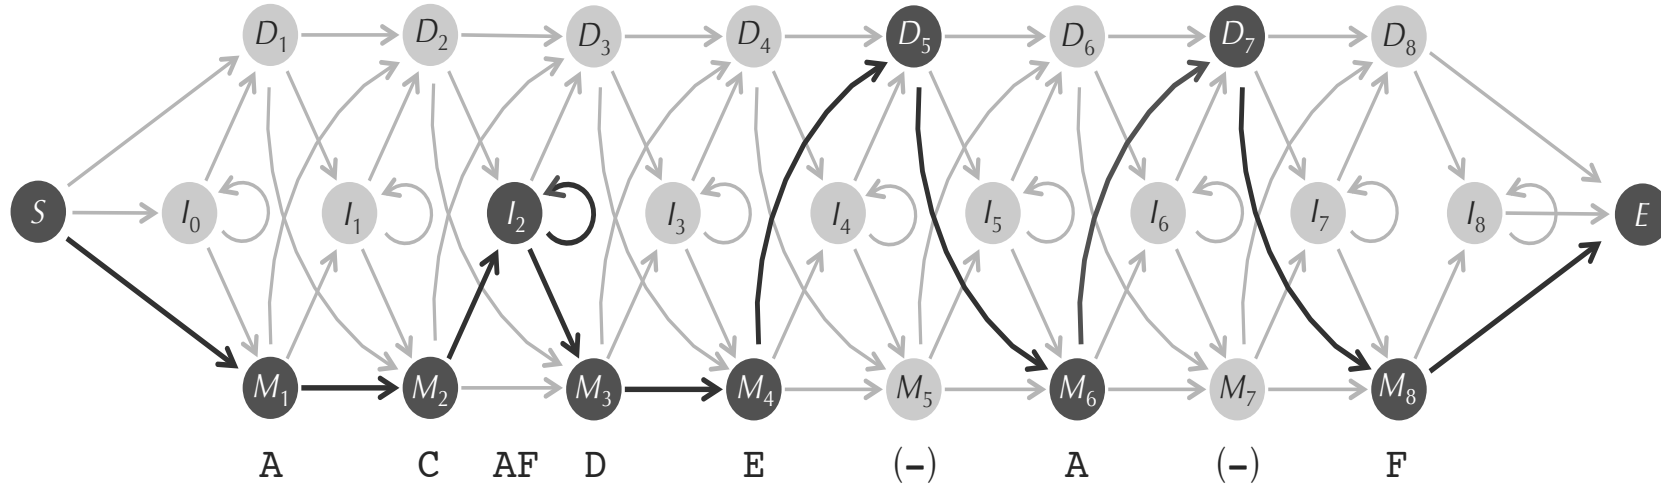 D1 D2 D3 D4 D5 D6 D7 D8
S I0 I1 I2 I3 I4 I5 I6 I7 I8 E
M1 M2 M3 M4 M5 M6 M7 M8
A C AF D E (-) A (-) F